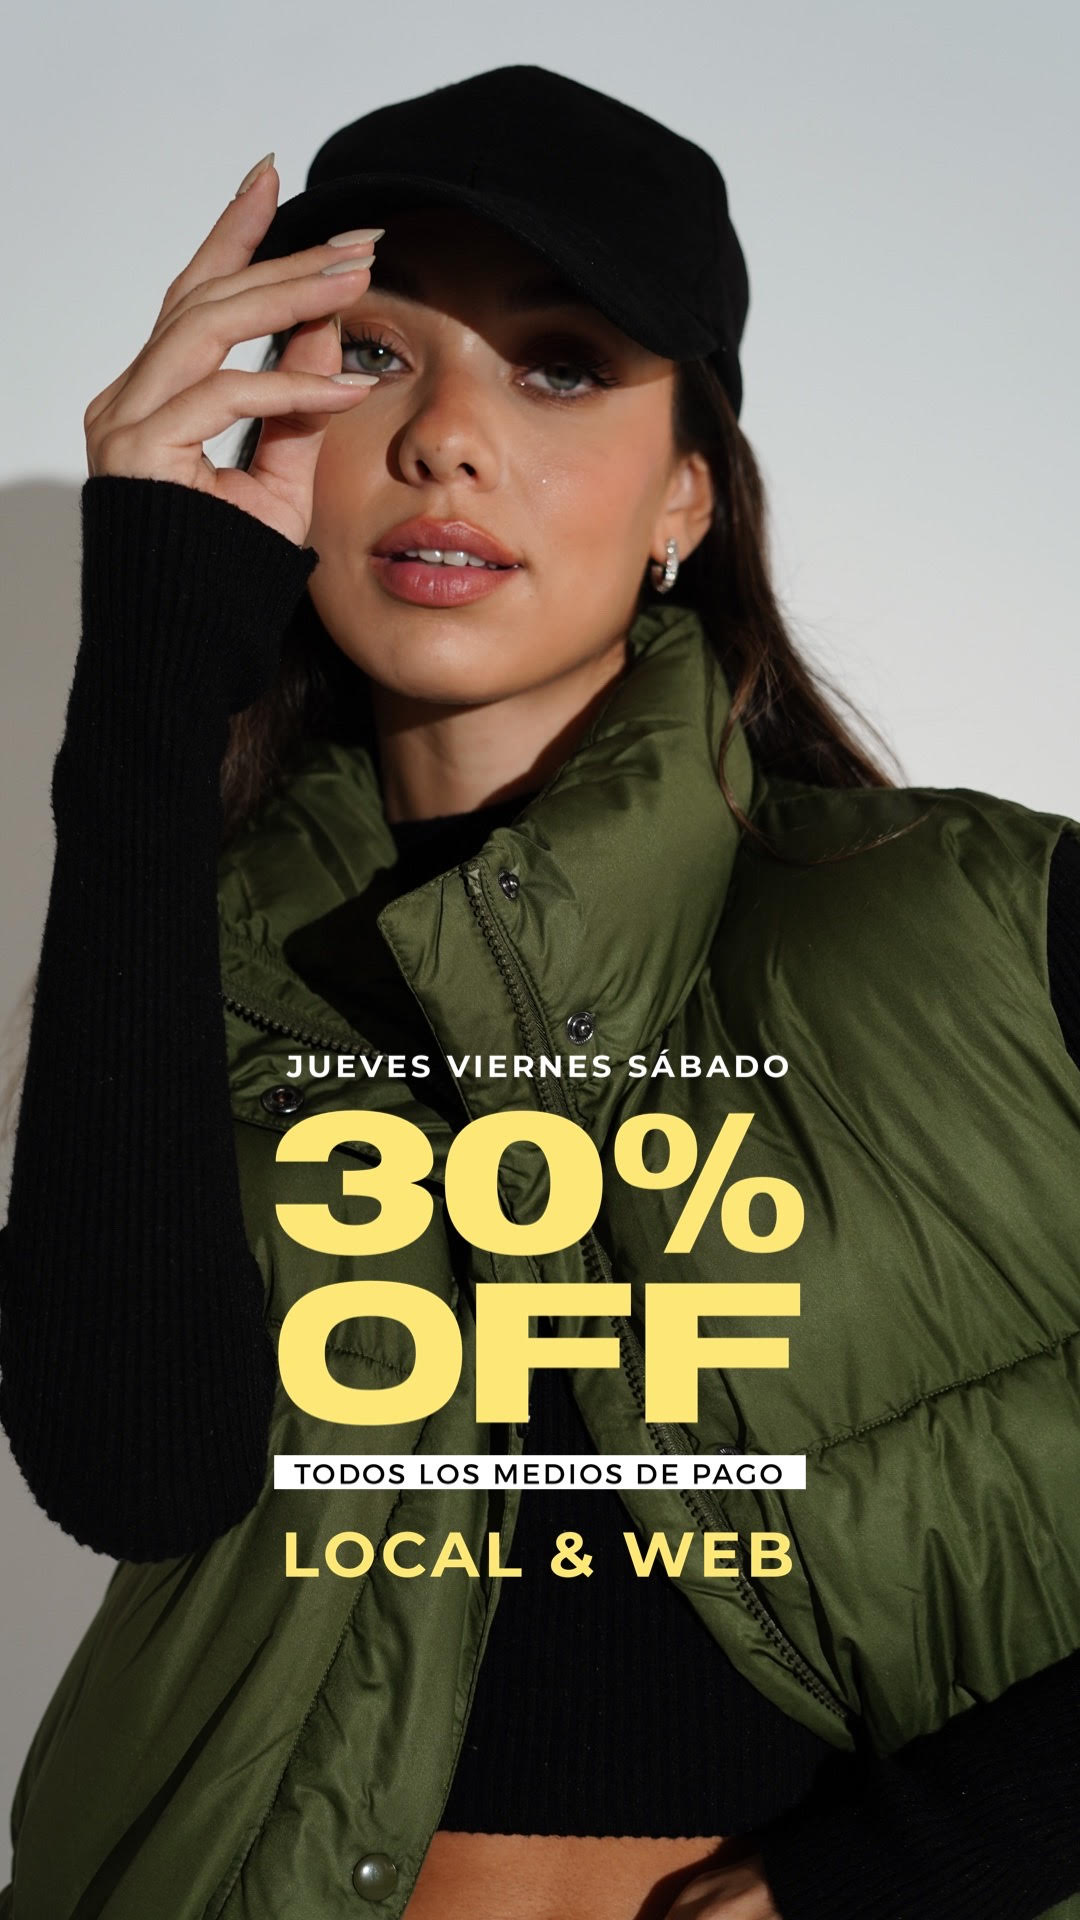 JUEVES VIERNES SÁBADO
30%
OFF
TODOS LOS MEDIOS DE PAGO
LOCAL & WEB